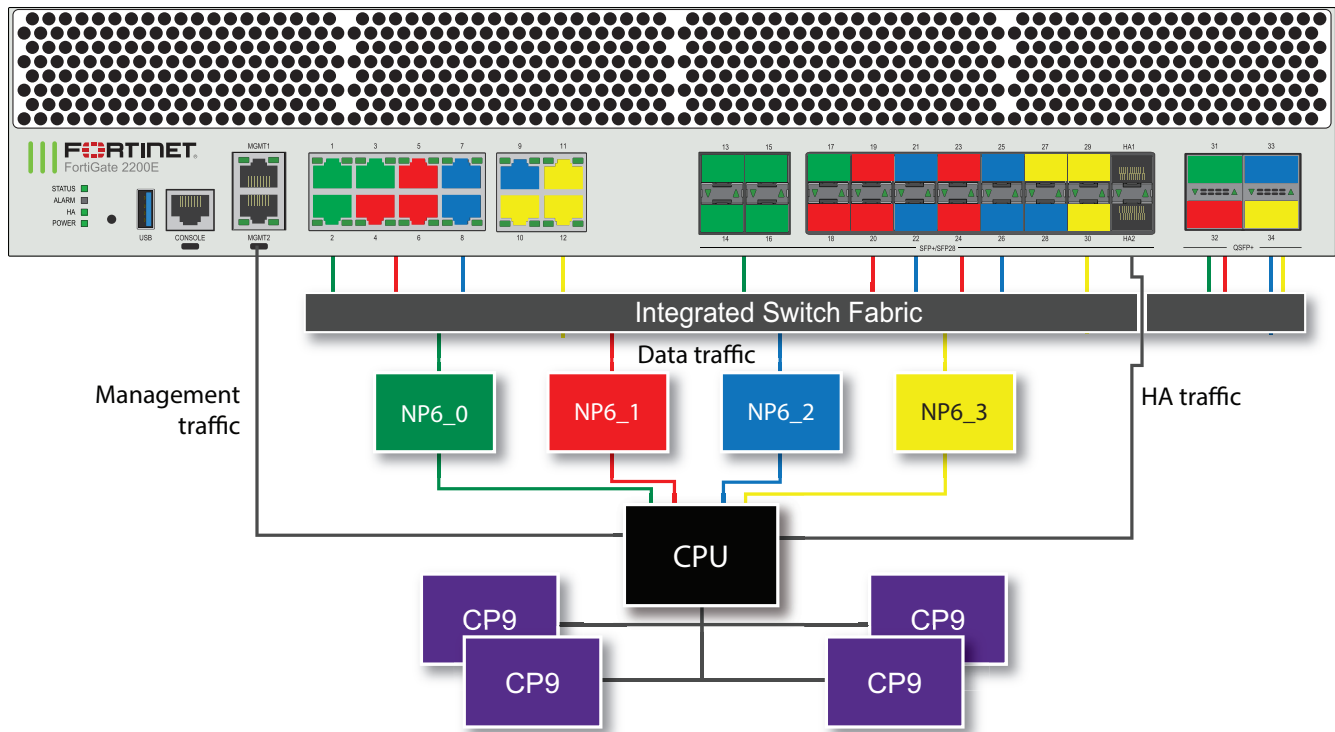 FORTINET
FortiGate 2200E
STATUS
ALARM
HA
POWER
USB
CONSOLE
MGMT1
MGMT2
1 3 5 7
2 4 6 8
9 11
10 12
13 15
14 16
17 19 21 23 25 27 29 HA1
18 20 22 24 26 28 30 HA2
SFP+/SFP28
31 33
32 34
QSFP+
Integrated Switch Fabric
Data traffic
Management
traffic
HA traffic
NP6_0
NP6_1
NP6_2
NP6_3
CPU
CP9
CP9
CP9
CP9